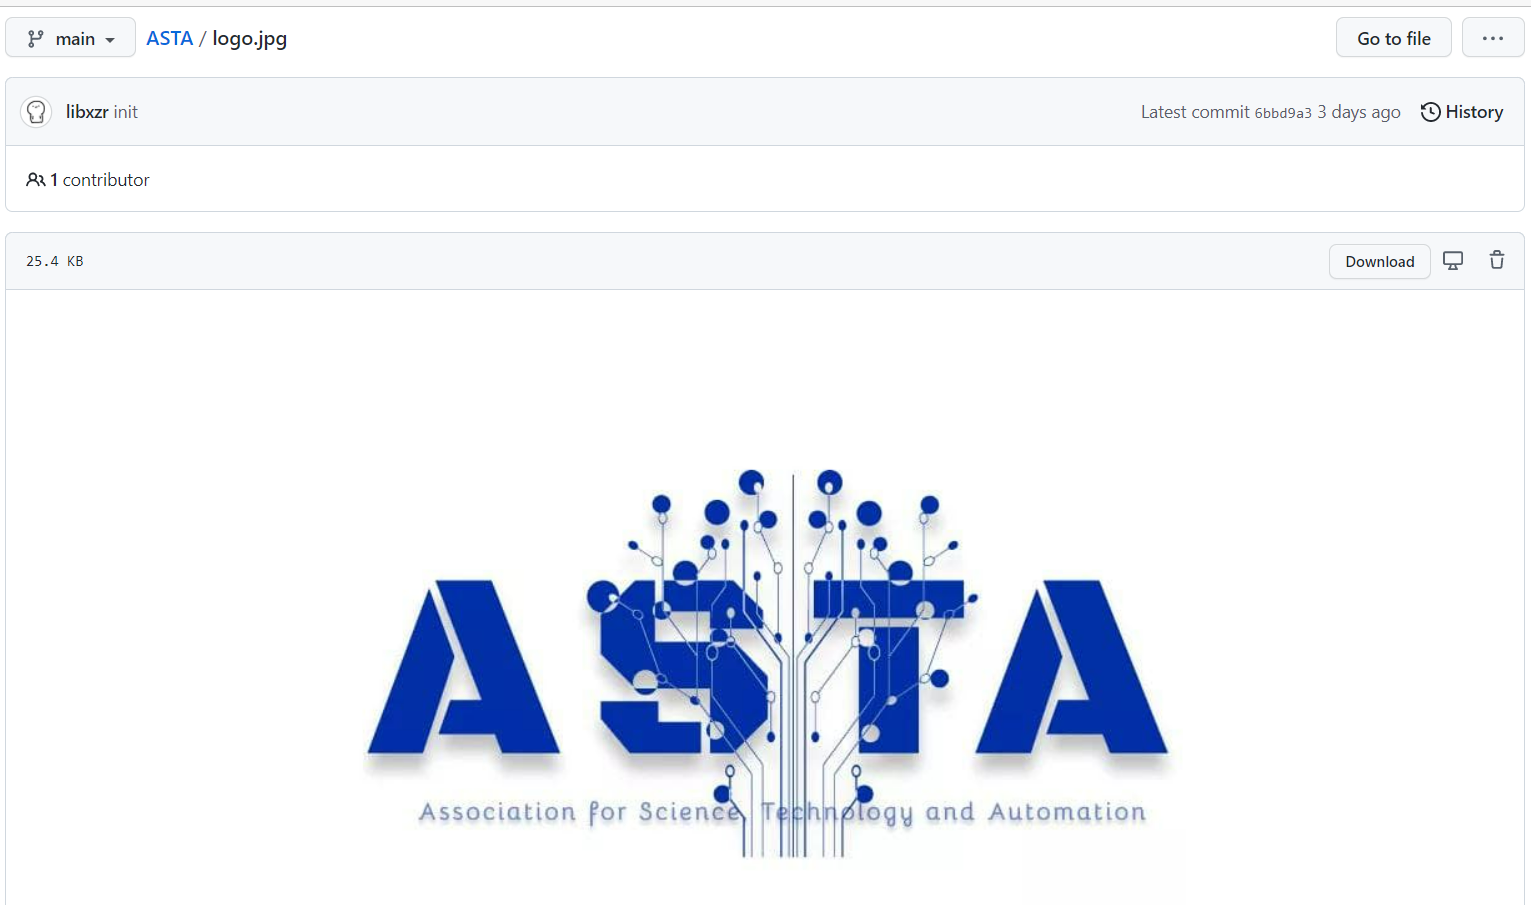 main
ASTA / logo.jpg
Go to file
libxzr init
Latest commit 6bbd9a3 3 days ago
History
1 contributor
25.4 KB
Download
ASTA
Association for Science Technology and Automation